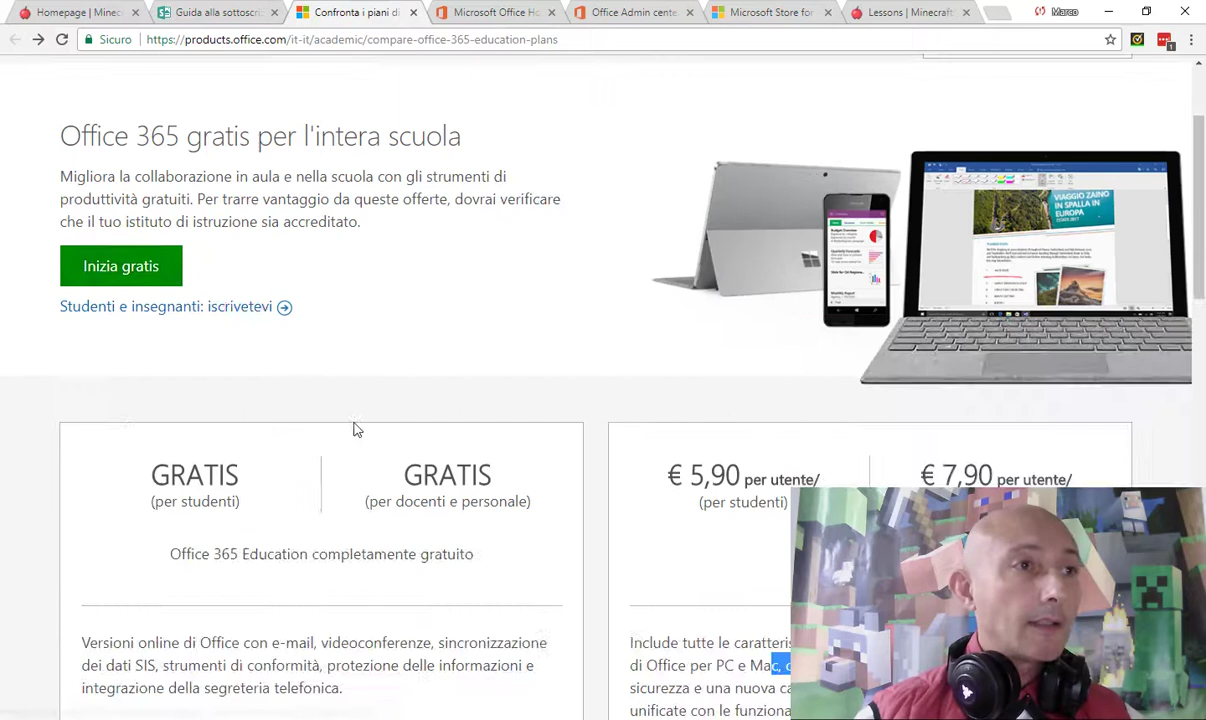 Homepage | Minec
Guida alla sottoscri
Confronta i piani di
Microsoft Office Ho
Office Admin cente
Microsoft Store for
Lessons | Minecraft
Marco
Sicuro
https://products.office.com/it-it/academic/compare-office-365-education-plans
Office 365 gratis per l'intera scuola
Migliora la collaborazione in aula e nella scuola con gli strumenti di
produttività gratuiti. Per trarre vantaggio da queste offerte, dovrai verificare
che il tuo istituto di istruzione sia accreditato.
Inizia gratis
Studenti e insegnanti: iscrivetevi
VIAGGIO ZAINO
IN SPALLA IN
EUROPA
GRATIS
(per studenti)
GRATIS
(per docenti e personale)
Office 365 Education completamente gratuito
Versioni online di Office con e-mail, videoconferenze, sincronizzazione
dei dati SIS, strumenti di conformità, protezione delle informazioni e
integrazione della segreteria telefonica.
€ 5,90 per utente/
(per studenti)
€ 7,90 per utente/
Include tutte le caratteris
di Office per PC e Mac, c
sicurezza e una nuova ca
unificate con le funziona